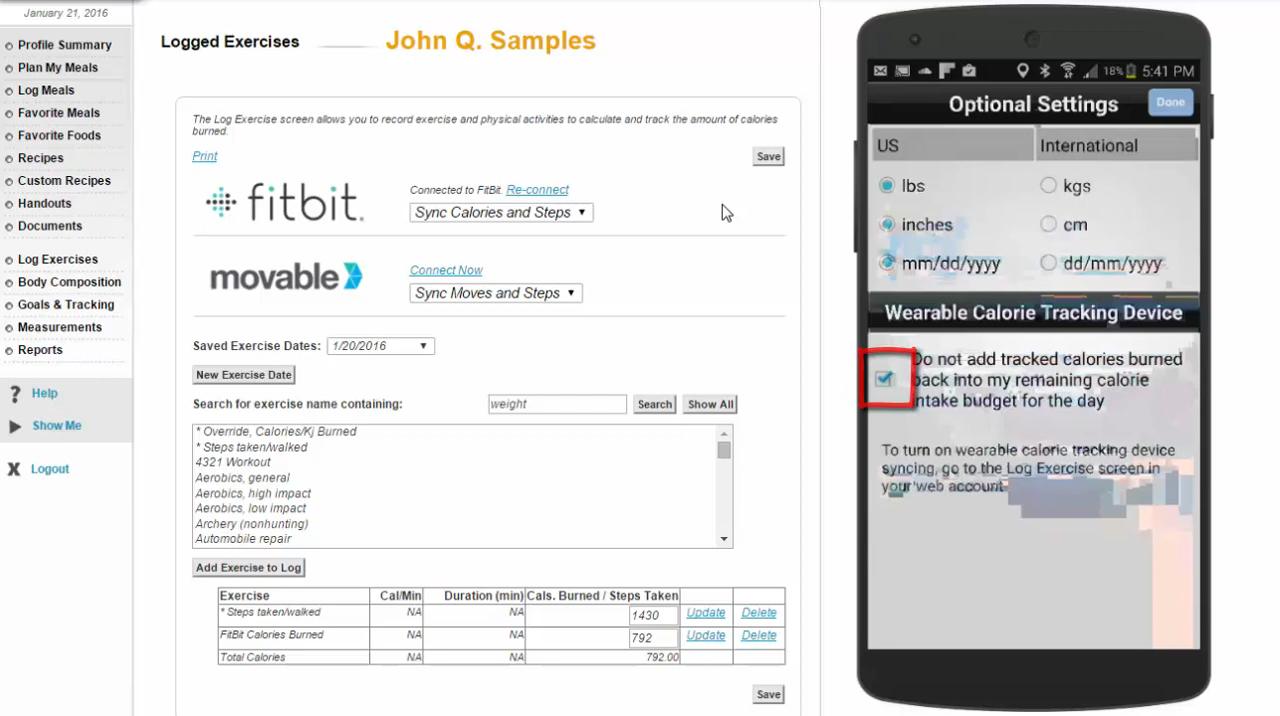 January 21, 2016
Profile Summary
Plan My Meals
Log Meals
Favorite Meals
Favorite Foods
Recipes
Custom Recipes
Handouts
Documents
Log Exercises
Body Composition
Goals & Tracking
Measurements
Reports
? Help
Show Me
X Logout
Logged Exercises
John Q. Samples
The Log Exercise screen allows you to record exercise and physical activities to calculate and track the amount of calories
burned.
Print
Save
fitbit.
Connected to FitBit. Re-connect
Sync Calories and Steps
movable
Connect Now
Sync Moves and Steps
Saved Exercise Dates: 1/20/2016
New Exercise Date
Search for exercise name containing: weight Search Show All
* Override, Calories/Kj Burned
* Steps taken/walked
4321 Workout
Aerobics, general
Aerobics, high impact
Aerobics, low impact
Archery (nonhunting)
Automobile repair
Add Exercise to Log
Exercise Cal/Min Duration (min) Cals. Burned / Steps Taken
* Steps taken/walked NA NA 1430 Update Delete
FitBit Calories Burned NA NA 792 Update Delete
Total Calories NA NA 792.00
Save
18% 5:41 PM
Optional Settings Done
US International
lbs kgs
inches cm
mm/dd/yyyy dd/mm/yyyy
Wearable Calorie Tracking Device
Do not add tracked calories burned
back into my remaining calorie
intake budget for the day
To turn on wearable calorie tracking device
syncing, go to the Log Exercise screen in
your web account